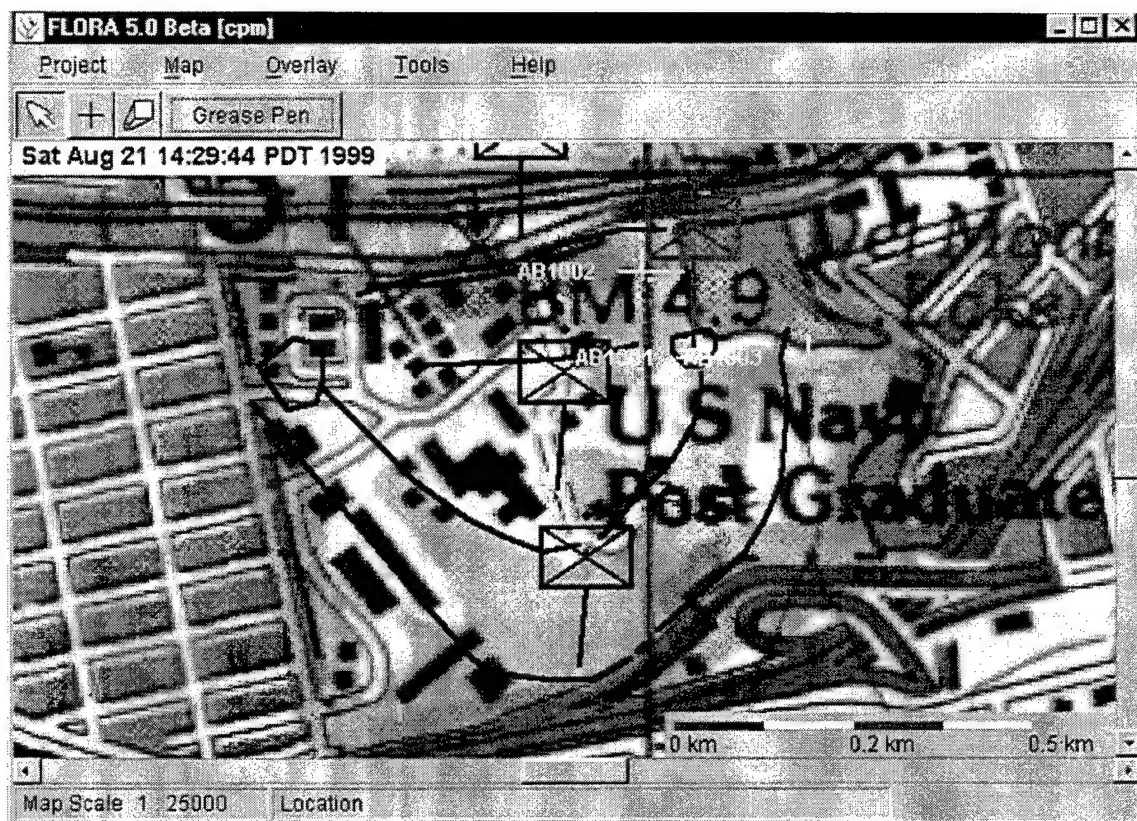 FLORA 5.0 Beta [cpm]
Project Map Overlay Tools Help
Grease Pen
Sat Aug 21 14:29:44 PDT 1999
AB1002
BM 4.9
US Navy
Post Graduate
0 km 0.2 km 0.5 km
Map Scale 1 : 25000 Location